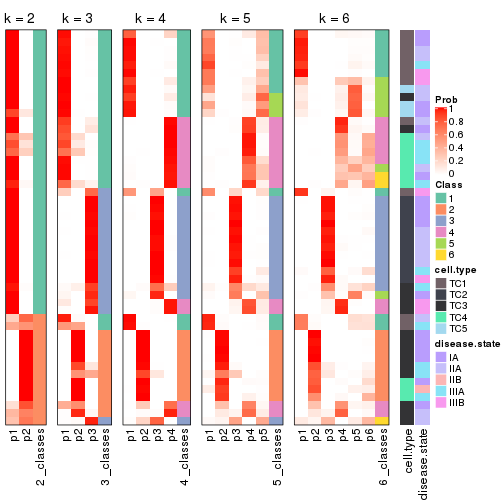 k = 2 k = 3 k = 4 k = 5 k = 6
Prob
1
0.8
0.6
0.4
0.2
0
Class
1
2
3
4
5
6
cell.type
TC1
TC2
TC3
TC4
TC5
disease.state
IA
IIA
IIB
IIIA
IIIB
p1 p2 2_classes p1 p2 p3 3_classes p1 p2 p3 p4 4_classes p1 p2 p3 p4 p5 5_classes p1 p2 p3 p4 p5 p6 6_classes cell.type disease.state